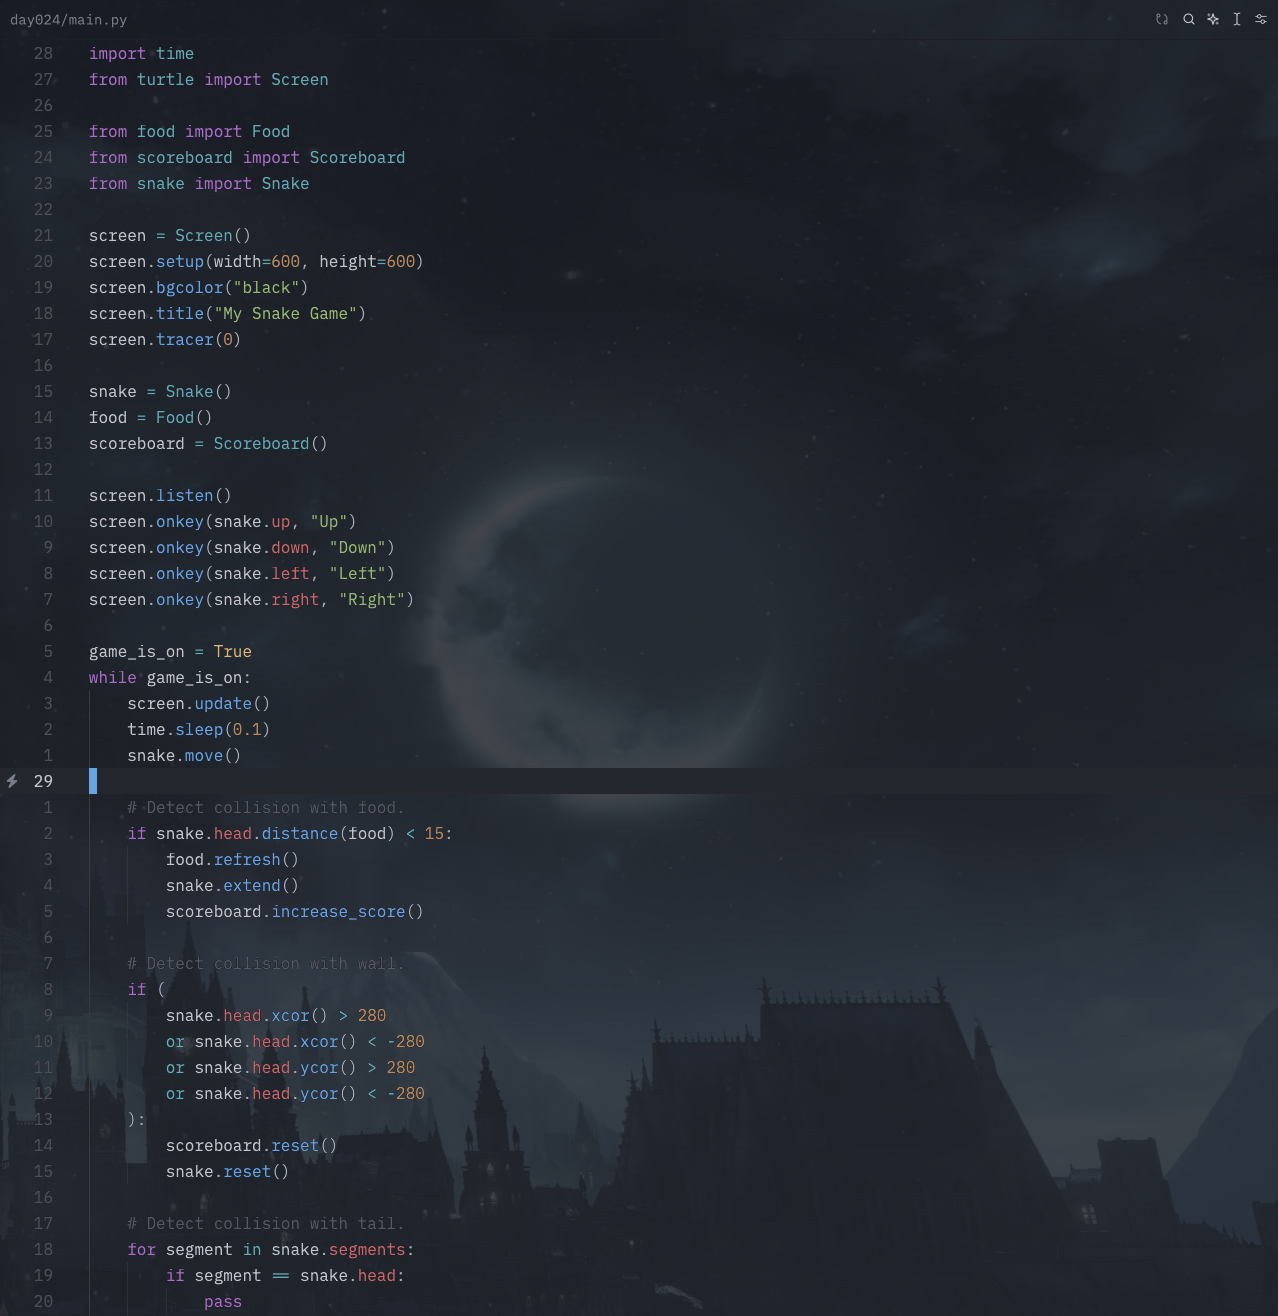 day024/main.py
28 import time
27 from turtle import Screen
26
25 from food import Food
24 from scoreboard import Scoreboard
23 from snake import Snake
22
21 screen = Screen()
20 screen.setup(width=600, height=600)
19 screen.bgcolor("black")
18 screen.title("My Snake Game")
17 screen.tracer(0)
16
15 snake = Snake()
14 food = Food()
13 scoreboard = Scoreboard()
12
11 screen.listen()
10 screen.onkey(snake.up, "Up")
9 screen.onkey(snake.down, "Down")
8 screen.onkey(snake.left, "Left")
7 screen.onkey(snake.right, "Right")
6
5 game_is_on = True
4 while game_is_on:
3     screen.update()
2     time.sleep(0.1)
1     snake.move()
29
1     # Detect collision with food.
2     if snake.head.distance(food) < 15:
3         food.refresh()
4         snake.extend()
5         scoreboard.increase_score()
6
7     # Detect collision with wall.
8     if (
9         snake.head.xcor() > 280
10         or snake.head.xcor() < -280
11         or snake.head.ycor() > 280
12         or snake.head.ycor() < -280
13     ):
14         scoreboard.reset()
15         snake.reset()
16
17     # Detect collision with tail.
18     for segment in snake.segments:
19         if segment == snake.head:
20             pass